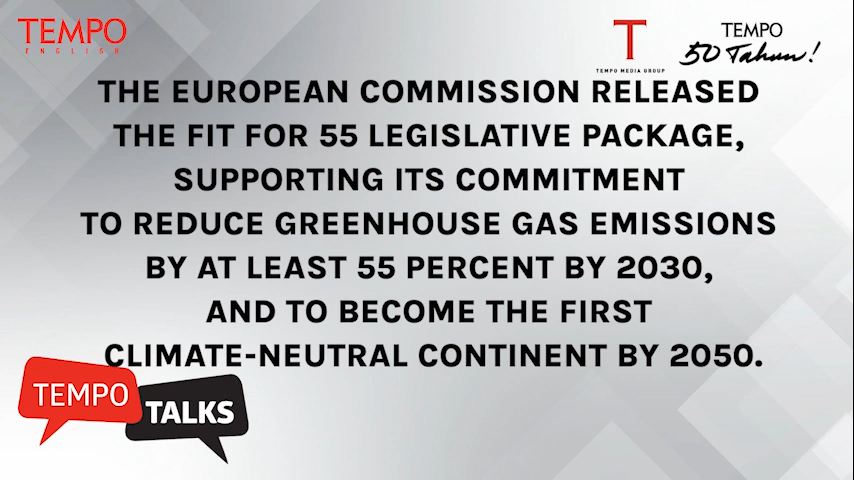 TEMPO
ENGLISH
T
TEMPO MEDIA GROUP
TEMPO
50 Tahun!
THE EUROPEAN COMMISSION RELEASED
THE FIT FOR 55 LEGISLATIVE PACKAGE,
SUPPORTING ITS COMMITMENT
TO REDUCE GREENHOUSE GAS EMISSIONS
BY AT LEAST 55 PERCENT BY 2030,
AND TO BECOME THE FIRST
CLIMATE-NEUTRAL CONTINENT BY 2050.
TEMPO
TALKS